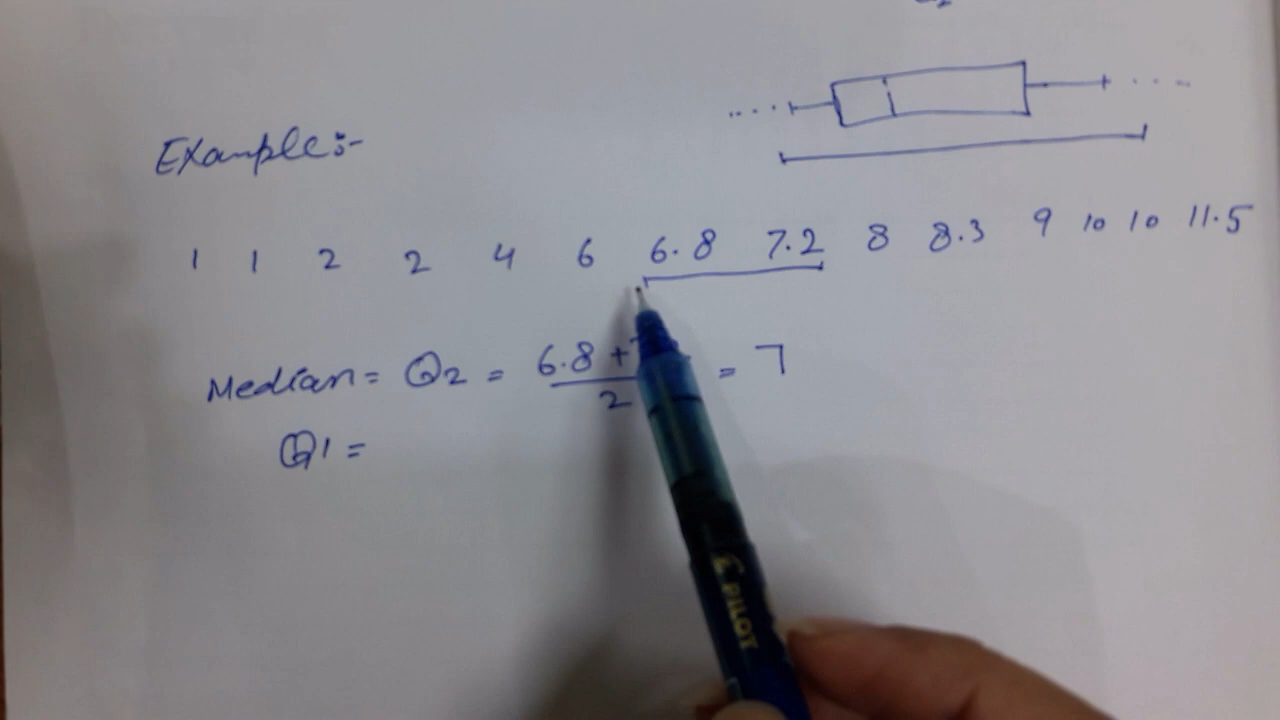 Example:-
1 1 2 2 4 6 6.8 7.2 8 8.3 9 10 10 11.5
Median = Q2 = 6.8 + / 2 = 7
Q1 =
PILOT